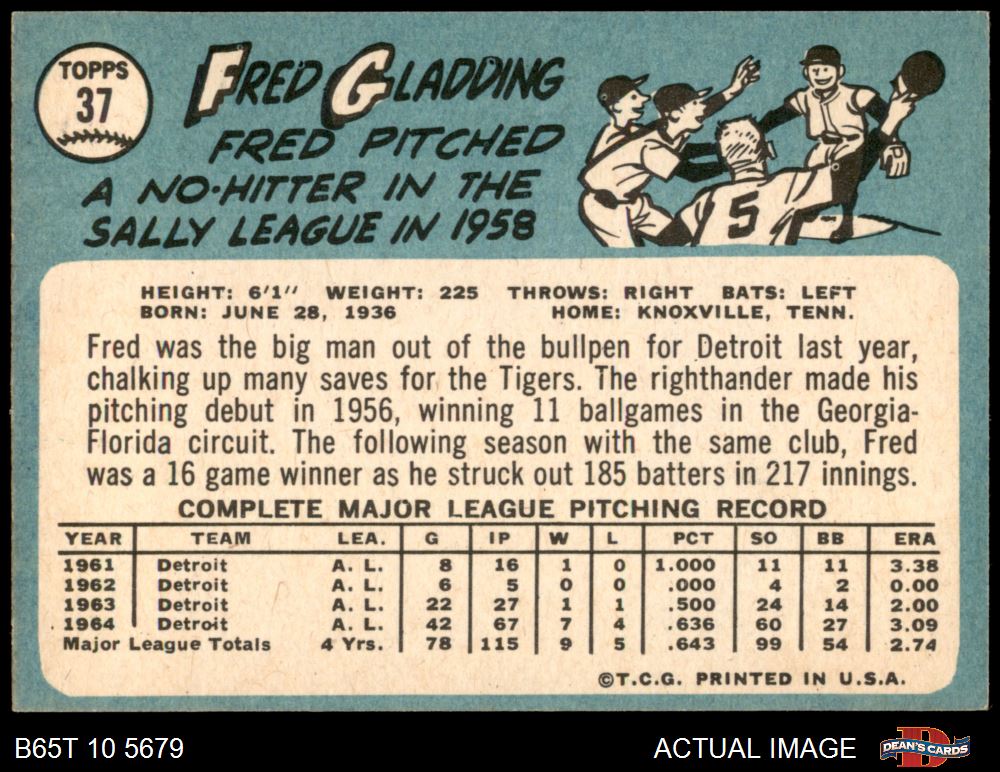 TOPPS
37
FRED GLADDING
FRED PITCHED
A NO-HITTER IN THE
SALLY LEAGUE IN 1958
5
HEIGHT: 6'1" WEIGHT: 225 THROWS: RIGHT BATS: LEFT
BORN: JUNE 28, 1936 HOME: KNOXVILLE, TENN.
Fred was the big man out of the bullpen for Detroit last year,
chalking up many saves for the Tigers. The righthander made his
pitching debut in 1956, winning 11 ballgames in the Georgia-
Florida circuit. The following season with the same club, Fred
was a 16 game winner as he struck out 185 batters in 217 innings.
COMPLETE MAJOR LEAGUE PITCHING RECORD
YEAR TEAM LEA. G IP W L PCT SO BB ERA
1961 Detroit A. L. 8 16 1 0 1.000 11 11 3.38
1962 Detroit A. L. 6 5 0 0 .000 4 2 0.00
1963 Detroit A. L. 22 27 1 1 .500 24 14 2.00
1964 Detroit A. L. 42 67 7 4 .636 60 27 3.09
Major League Totals 4 Yrs. 78 115 9 5 .643 99 54 2.74
©T.C.G. PRINTED IN U.S.A.
B65T 10 5679 ACTUAL IMAGE DEAN'S CARDS